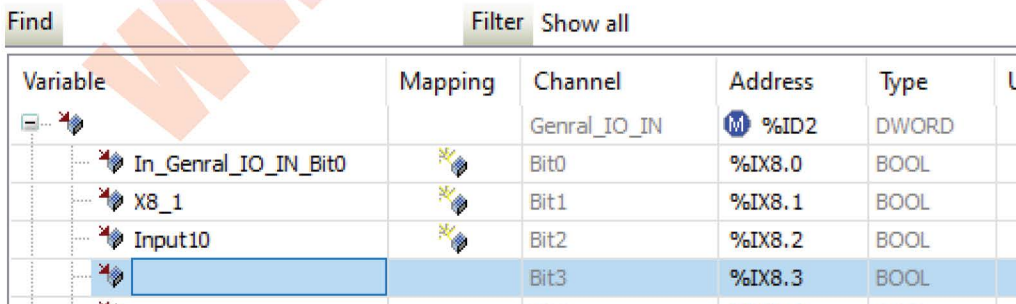 Find Filter Show all
Variable Mapping Channel Address Type
Genral_IO_IN M %ID2 DWORD
In_Genral_IO_IN_Bit0 Bit0 %IX8.0 BOOL
X8_1 Bit1 %IX8.1 BOOL
Input10 Bit2 %IX8.2 BOOL
Bit3 %IX8.3 BOOL